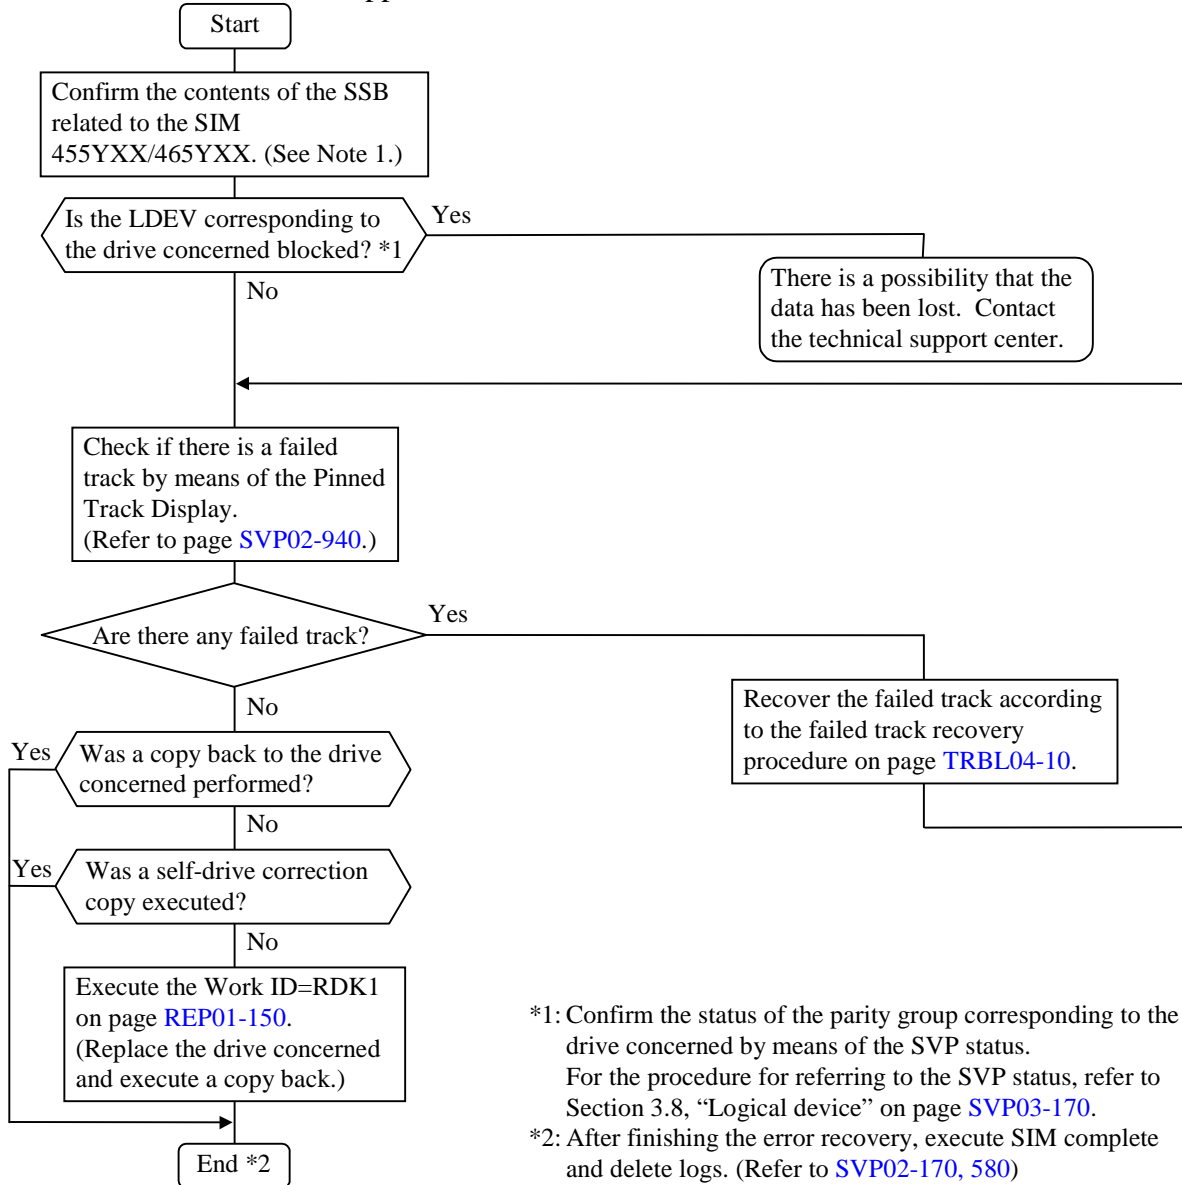 Start
Confirm the contents of the SSB
related to the SIM
455YXX/465YXX. (See Note 1.)
Is the LDEV corresponding to
the drive concerned blocked? *1
Yes
No
There is a possibility that the
data has been lost.  Contact
the technical support center.
Check if there is a failed
track by means of the Pinned
Track Display.
(Refer to page SVP02-940.)
Are there any failed track?
Yes
No
Recover the failed track according
to the failed track recovery
procedure on page TRBL04-10.
Yes
Was a copy back to the drive
concerned performed?
No
Yes
Was a self-drive correction
copy executed?
No
Execute the Work ID=RDK1
on page REP01-150.
(Replace the drive concerned
and execute a copy back.)
End *2
*1: Confirm the status of the parity group corresponding to the
drive concerned by means of the SVP status.
For the procedure for referring to the SVP status, refer to
Section 3.8, “Logical device” on page SVP03-170.
*2: After finishing the error recovery, execute SIM complete
and delete logs. (Refer to SVP02-170, 580)